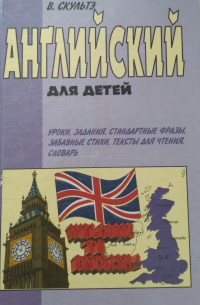 В. СКУЛЬТЭ
АНГЛИЙСКИЙ
ДЛЯ ДЕТЕЙ
УРОКИ, ЗАДАНИЯ, СТАНДАРТНЫЕ ФРАЗЫ,
ЗАБАВНЫЕ СТИХИ, ТЕКСТЫ ДЛЯ ЧТЕНИЯ,
СЛОВАРЬ